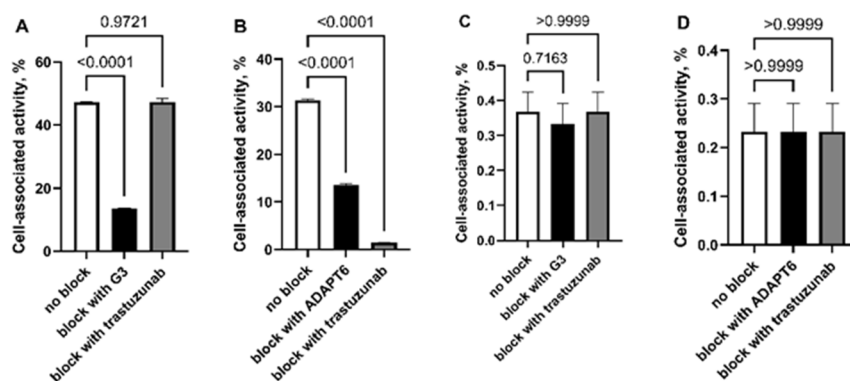 A
0.9721
<0.0001
Cell-associated activity, %
60
40
20
0
no block
block with G3
block with trastuzunab
B
<0.0001
<0.0001
Cell-associated activity, %
40
30
20
10
0
no block
block with ADAPT6
block with trastuzunab
C
>0.9999
0.7163
Cell-associated activity, %
0.5
0.4
0.3
0.2
0.1
0.0
no block
block with G3
block with trastuzunab
D
>0.9999
>0.9999
Cell-associated activity, %
0.4
0.3
0.2
0.1
0.0
no block
block with ADAPT6
block with trastuzunab